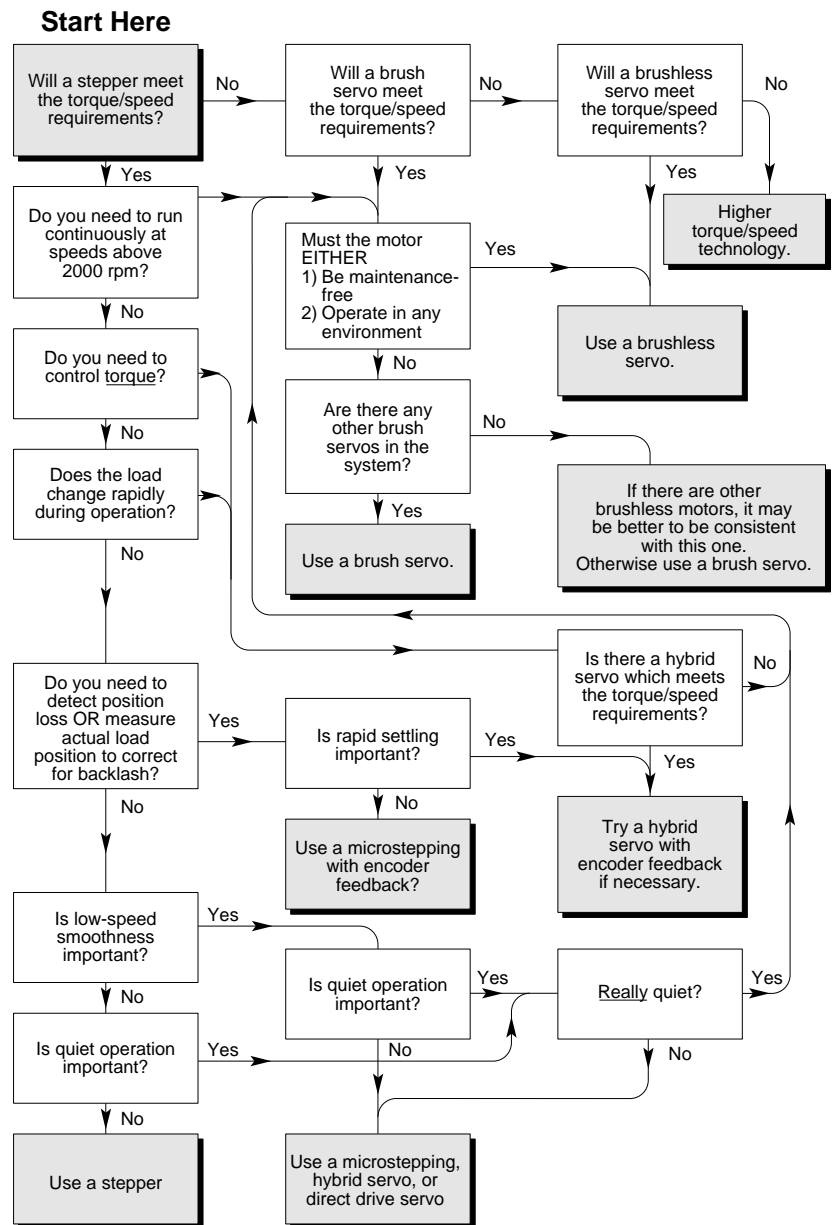 Start Here
Will a stepper meet
the torque/speed
requirements?
No
Will a brush
servo meet
the torque/speed
requirements?
No
Will a brushless
servo meet
the torque/speed
requirements?
No
Yes
Yes
Yes
Do you need to run
continuously at
speeds above
2000 rpm?
Must the motor
EITHER
1) Be maintenance-
free
2) Operate in any
environment
Yes
Higher
torque/speed
technology.
No
Use a brushless
servo.
Do you need to
control torque?
No
No
Are there any
other brush
servos in the
system?
No
Does the load
change rapidly
during operation?
Yes
If there are other
brushless motors, it may
be better to be consistent
with this one.
Otherwise use a brush servo.
No
Use a brush servo.
Is there a hybrid
servo which meets
the torque/speed
requirements?
No
Do you need to
detect position
loss OR measure
actual load
position to correct
for backlash?
Yes
Is rapid settling
important?
Yes
Yes
No
No
Use a microstepping
with encoder
feedback?
Try a hybrid
servo with
encoder feedback
if necessary.
Is low-speed
smoothness
important?
Yes
Is quiet operation
important?
Yes
Really quiet?
Yes
No
Is quiet operation
important?
Yes
No
No
No
Use a stepper
Use a microstepping,
hybrid servo, or
direct drive servo